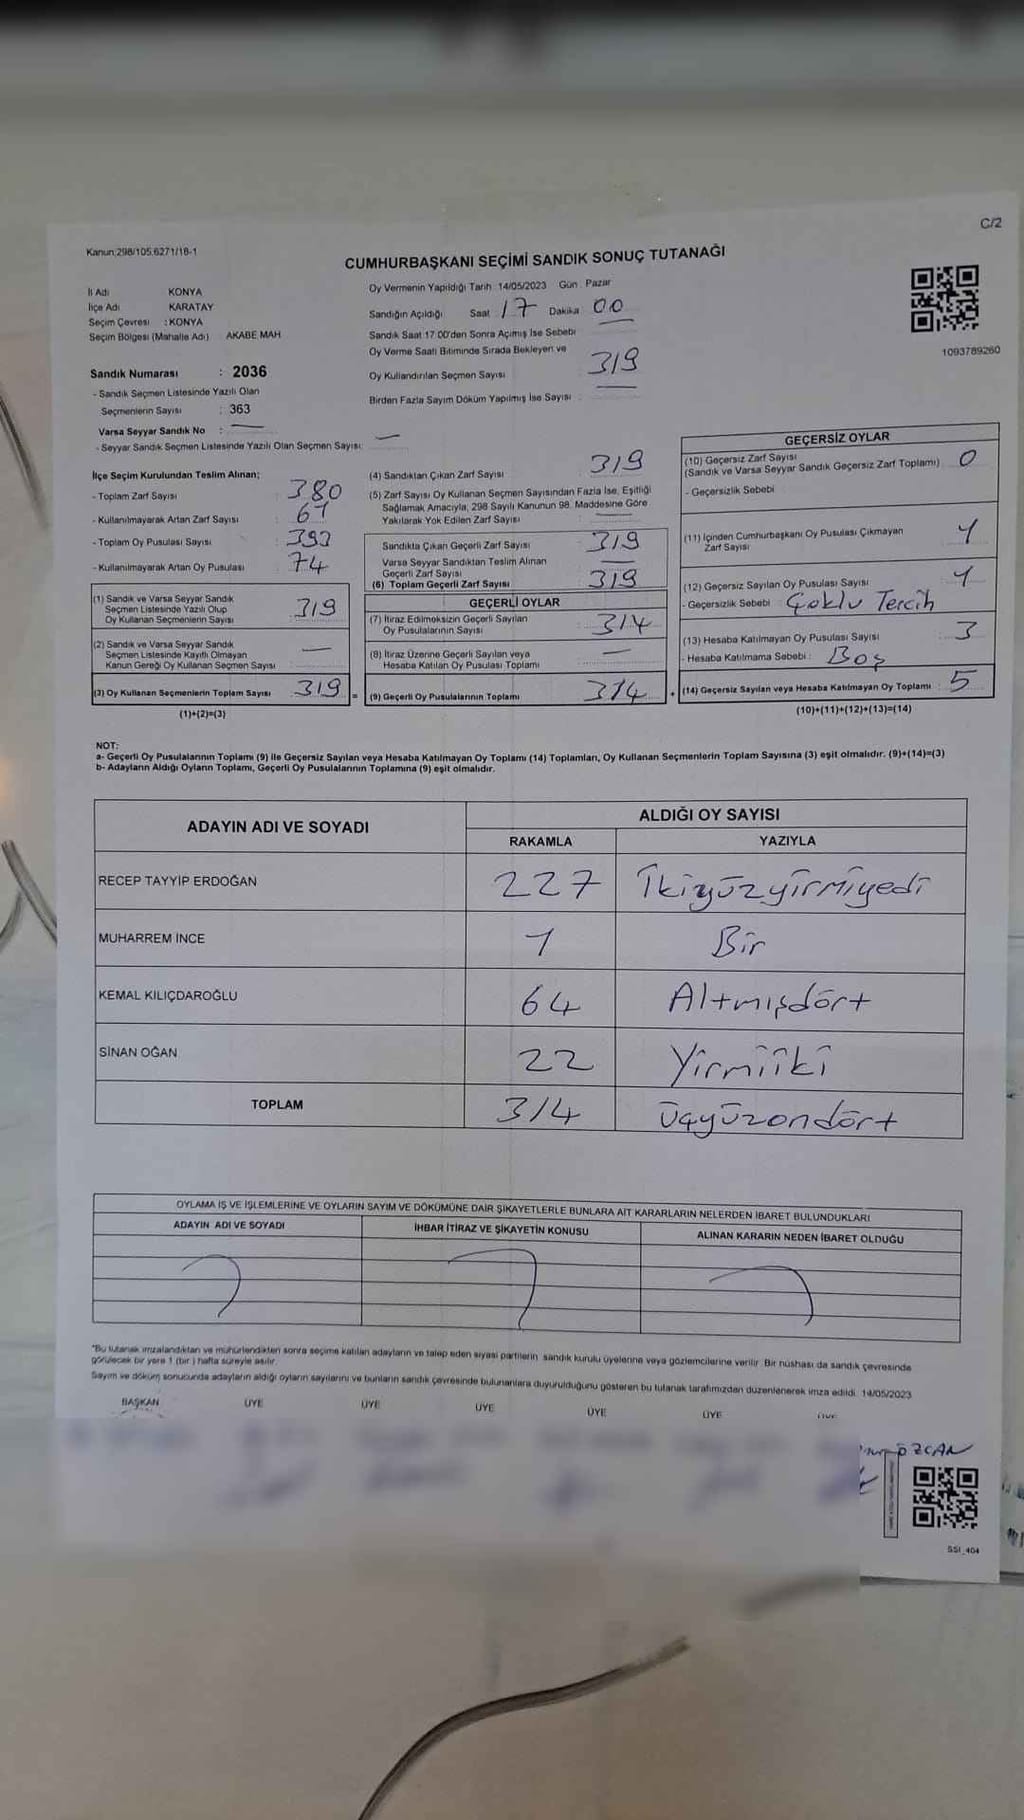 C/2
Kanun:298/105,6271/18-1
CUMHURBAŞKANI SEÇİMİ SANDIK SONUÇ TUTANAĞI
İl Adı KONYA
İlçe Adı KARATAY
Seçim Çevresi : KONYA
Seçim Bölgesi (Mahalle Adı) AKABE MAH
Oy Vermenin Yapıldığı Tarih 14/05/2023 Gün Pazar
Sandığın Açıldığı Saat 17 Dakika 00
Sandık Saat 17.00'den Sonra Açımış İse Sebebi
Oy Verme Saati Bitiminde Sırada Bekleyen ve
Oy Kullandırılan Seçmen Sayısı 319
Birden Fazla Sayım Döküm Yapılmış İse Sayısı :
1093789260
Sandık Numarası : 2036
- Sandık Seçmen Listesinde Yazılı Olan
Seçmenlerin Sayısı : 363
Varsa Seyyar Sandık No : —
- Seyyar Sandık Seçmen Listesinde Yazılı Olan Seçmen Sayısı: —
İlçe Seçim Kurulundan Teslim Alınan;
- Toplam Zarf Sayısı : 380
- Kullanılmayarak Artan Zarf Sayısı : 61
- Toplam Oy Pusulası Sayısı : 393
- Kullanılmayarak Artan Oy Pusulası : 74
(1) Sandık ve Varsa Seyyar Sandık
Seçmen Listesinde Yazılı Olup
Oy Kullanan Seçmenlerin Sayısı : 319
(2) Sandık ve Varsa Seyyar Sandık
Seçmen Listesinde Kayıtlı Olmayan
Kanun Gereği Oy Kullanan Seçmen Sayısı —
(3) Oy Kullanan Seçmenlerin Toplam Sayısı 319 =
(1)+(2)=(3)
(4) Sandıktan Çıkan Zarf Sayısı 319
(5) Zarf Sayısı Oy Kullanan Seçmen Sayısından Fazla İse, Eşitliği
Sağlamak Amacıyla, 298 Sayılı Kanunun 98. Maddesine Göre
Yakılarak Yok Edilen Zarf Sayısı :
Sandıkta Çıkan Geçerli Zarf Sayısı : 319
Varsa Seyyar Sandıktan Teslim Alınan
Geçerli Zarf Sayısı —
(6) Toplam Geçerli Zarf Sayısı 319
GEÇERLİ OYLAR
(7) İtiraz Edilmeksizin Geçerli Sayılan
Oy Pusulalarının Sayısı : 314
(8) İtiraz Üzerine Geçerli Sayılan veya
Hesaba Katılan Oy Pusulası Toplamı —
(9) Geçerli Oy Pusulalarının Toplamı 314 +
GEÇERSİZ OYLAR
(10) Geçersiz Zarf Sayısı
(Sandık ve Varsa Seyyar Sandık Geçersiz Zarf Toplamı) 0
- Geçersizlik Sebebi
(11) İçinden Cumhurbaşkanı Oy Pusulası Çıkmayan
Zarf Sayısı 1
(12) Geçersiz Sayılan Oy Pusulası Sayısı 1
- Geçersizlik Sebebi : Çoklu Tercih
(13) Hesaba Katılmayan Oy Pusulası Sayısı : 3
- Hesaba Katılmama Sebebi : Boş
(14) Geçersiz Sayılan veya Hesaba Katılmayan Oy Toplamı : 5
(10)+(11)+(12)+(13)=(14)
NOT:
a- Geçerli Oy Pusulalarının Toplamı (9) ile Geçersiz Sayılan veya Hesaba Katılmayan Oy Toplamı (14) Toplamları, Oy Kullanan Seçmenlerin Toplam Sayısına (3) eşit olmalıdır. (9)+(14)=(3)
b- Adayların Aldığı Oyların Toplamı, Geçerli Oy Pusulalarının Toplamına (9) eşit olmalıdır.
ADAYIN ADI VE SOYADI ALDIĞI OY SAYISI
RAKAMLA YAZIYLA
RECEP TAYYİP ERDOĞAN 227 İkiyüzyirmiyedi
MUHARREM İNCE 1 Bir
KEMAL KILIÇDAROĞLU 64 Altmışdört
SİNAN OĞAN 22 Yirmiiki
TOPLAM 314 üçyüzondört
OYLAMA İŞ VE İŞLEMLERİNE VE OYLARIN SAYIM VE DÖKÜMÜNE DAİR ŞİKAYETLERLE BUNLARA AİT KARARLARIN NELERDEN İBARET BULUNDUKLARI
ADAYIN ADI VE SOYADI İHBAR İTİRAZ VE ŞİKAYETİN KONUSU ALINAN KARARIN NEDEN İBARET OLDUĞU
*Bu tutanak imzalandıktan ve mühürlendikten sonra seçime katılan adayların ve talep eden siyasi partilerin sandık kurulu üyelerine veya gözlemcilerine verilir. Bir nüshası da sandık çevresinde
görülecek bir yere 1 (bir) hafta süreyle asılır.
Sayım ve döküm sonucunda adayların aldığı oyların sayılarını ve bunların sandık çevresinde bulunanlara duyurulduğunu gösteren bu tutanak tarafımızdan düzenlenerek imza edildi. 14/05/2023
BAŞKAN ÜYE ÜYE ÜYE ÜYE ÜYE ÜYE
ÖZCAN
SSI_404